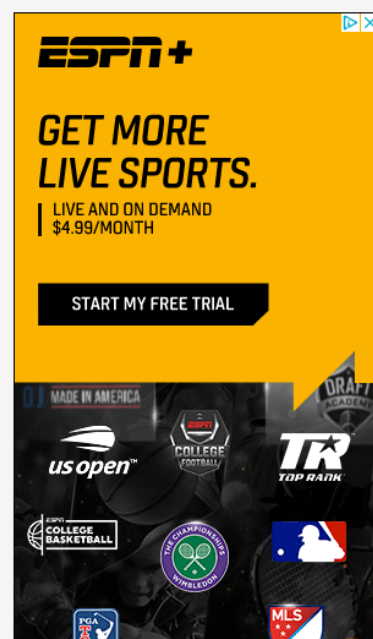 ESPN+
GET MORE
LIVE SPORTS.
LIVE AND ON DEMAND
$4.99/MONTH
START MY FREE TRIAL
O.J. MADE IN AMERICA
DRAFT
ACADEMY
us open™
ESPN
COLLEGE
FOOTBALL
TR
TOP RANK
ESPN
COLLEGE
BASKETBALL
THE CHAMPIONSHIPS
WIMBLEDON
PGA
MLS